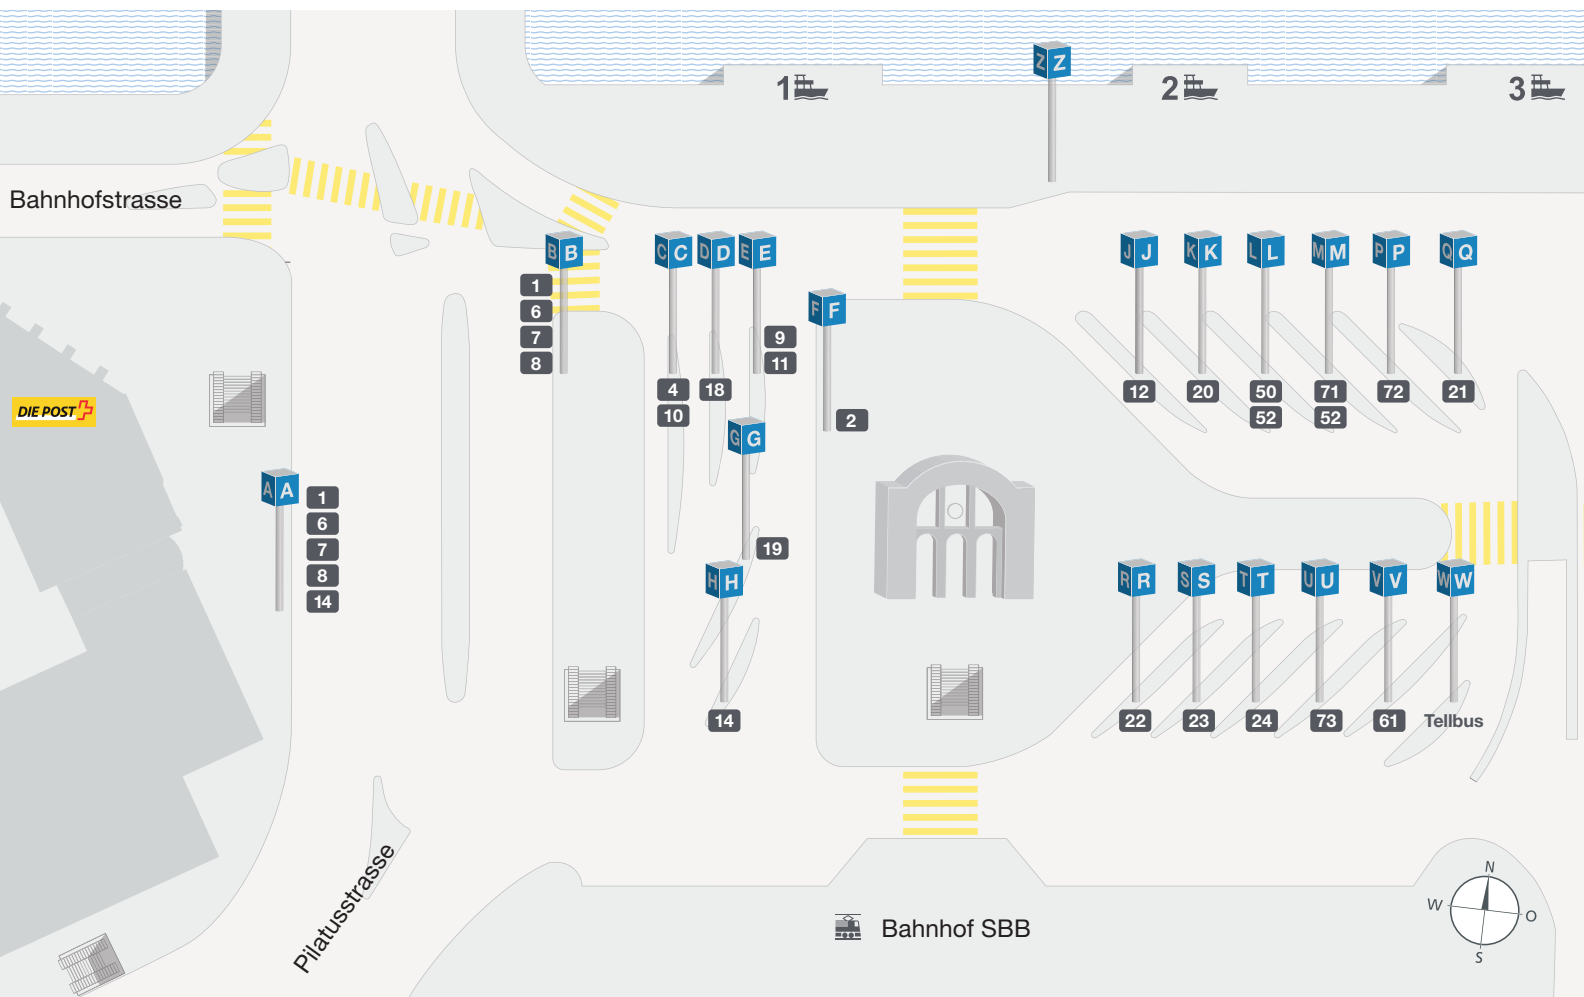 Z Z
1
2
3
Bahnhofstrasse
B B
1
6
7
8
C C
4
10
D D
18
E E
9
11
F F
2
J J
12
K K
20
L L
50
52
M M
71
52
P P
72
Q Q
21
DIE POST
A A
1
6
7
8
14
G G
19
H H
14
R R
22
S S
23
T T
24
U U
73
V V
61
W W
Tellbus
Pilatusstrasse
Bahnhof SBB
N
W
O
S